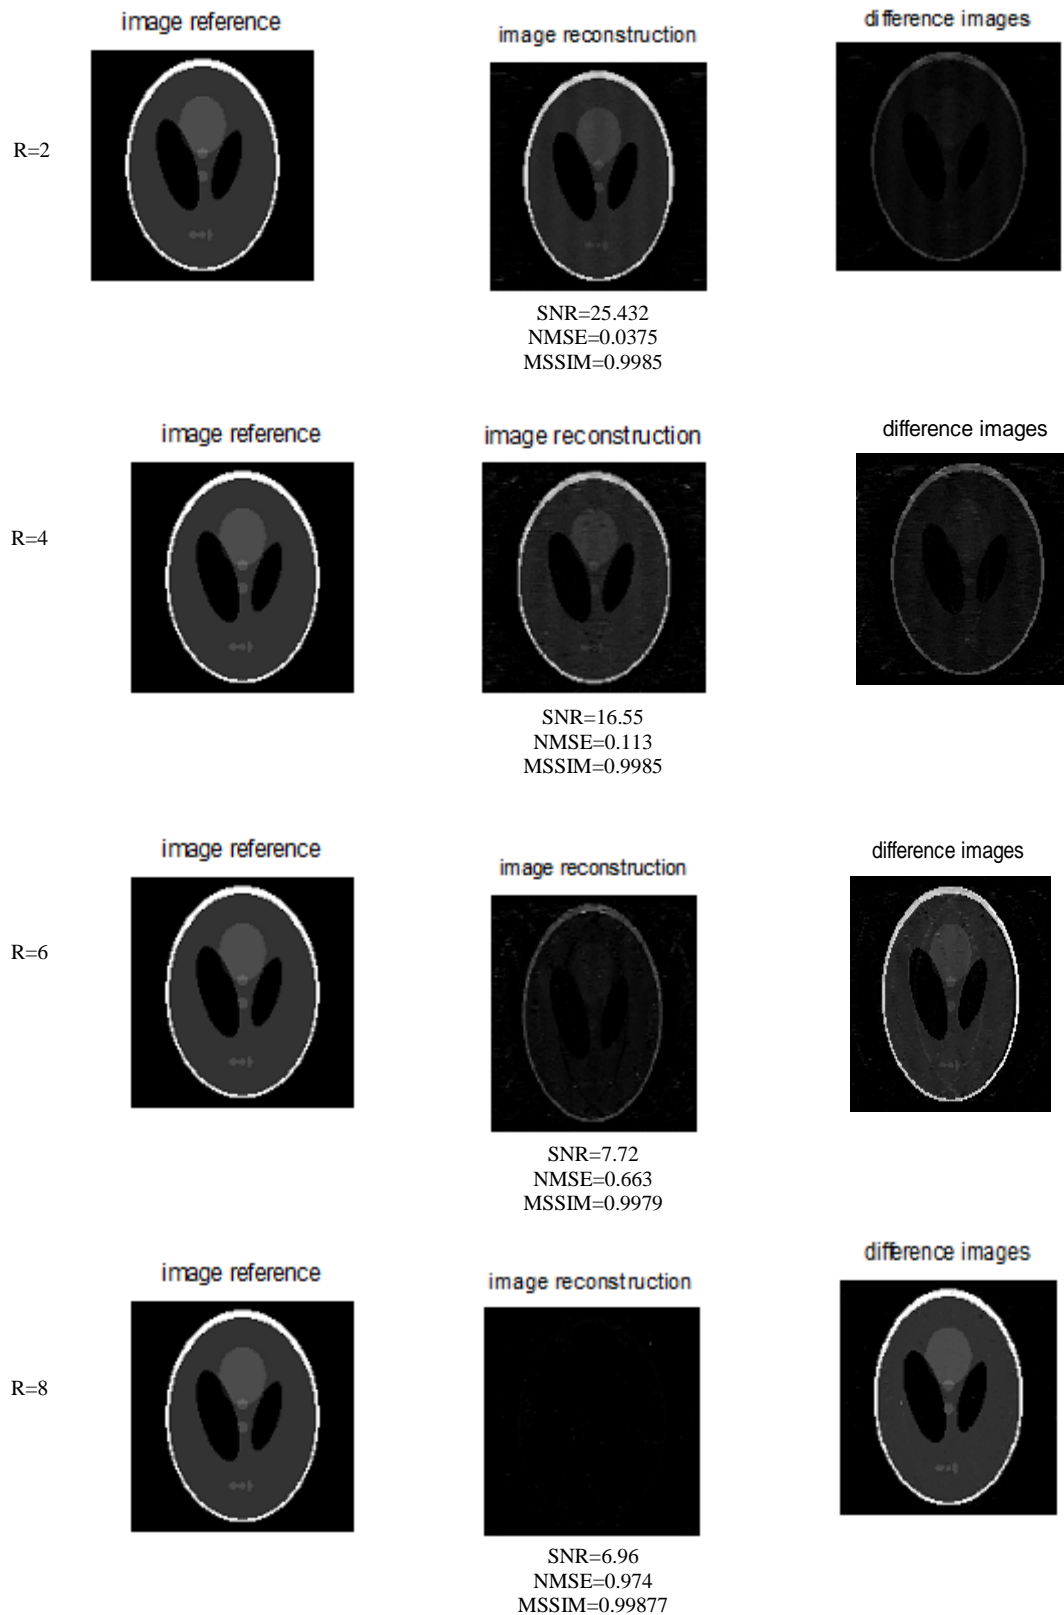 image reference
image reconstruction
difference images
R=2
SNR=25.432
NMSE=0.0375
MSSIM=0.9985
image reference
image reconstruction
difference images
R=4
SNR=16.55
NMSE=0.113
MSSIM=0.9985
image reference
image reconstruction
difference images
R=6
SNR=7.72
NMSE=0.663
MSSIM=0.9979
image reference
image reconstruction
difference images
R=8
SNR=6.96
NMSE=0.974
MSSIM=0.99877